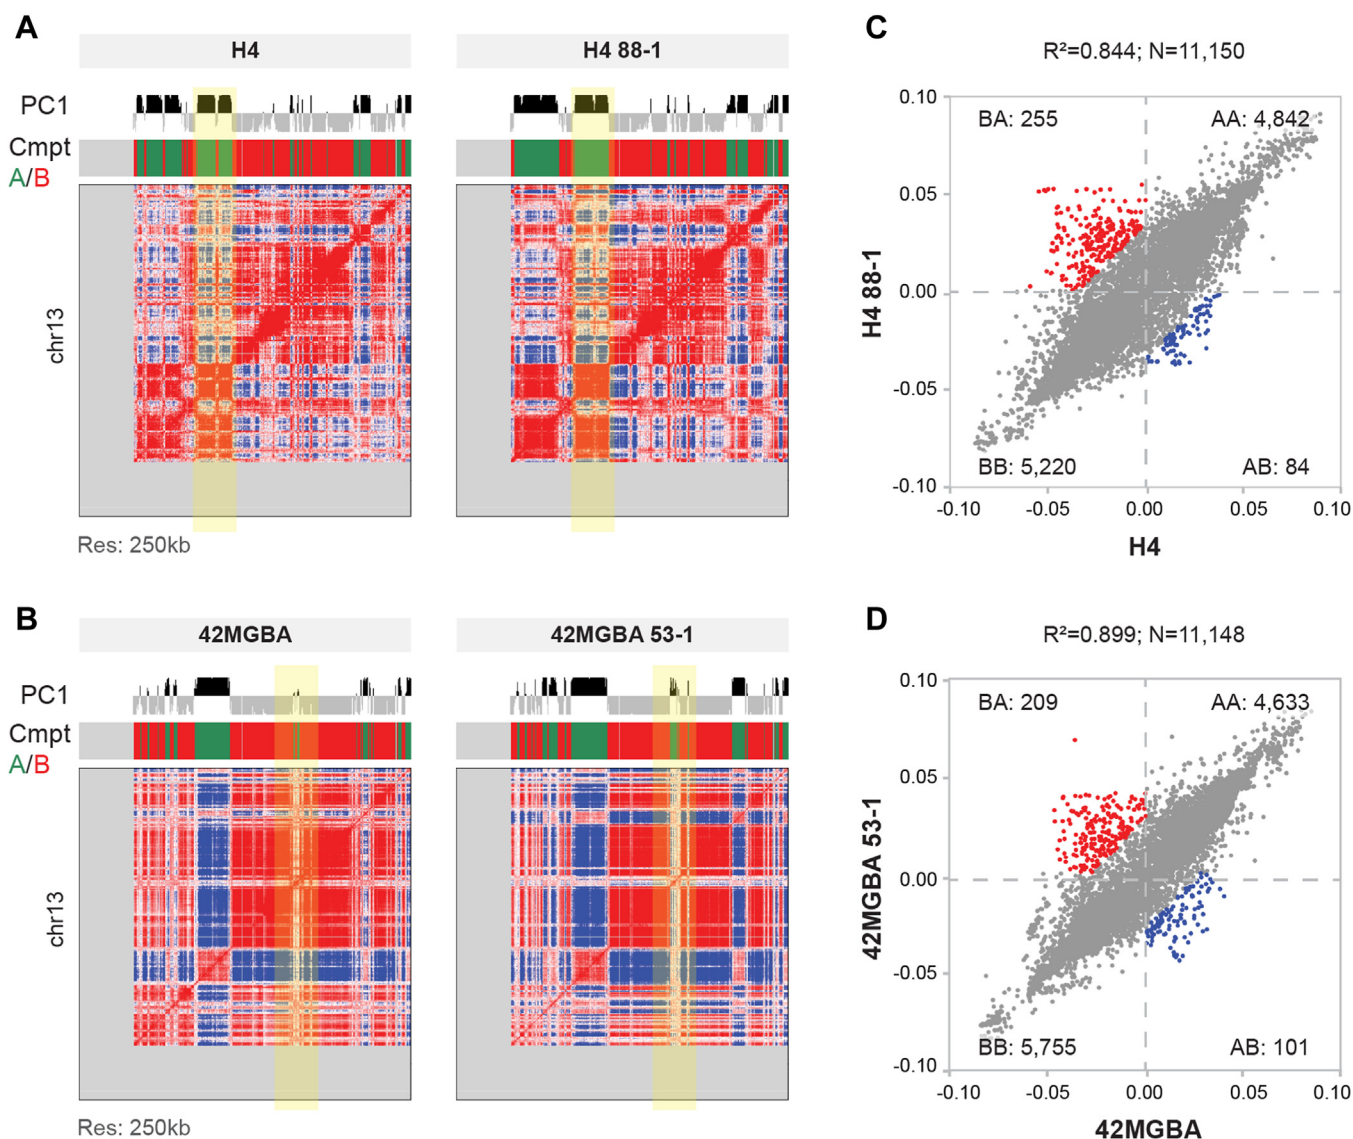 A
H4
H4 88-1
PC1
Cmpt
A/B
chr13
Res: 250kb
B
42MGBA
42MGBA 53-1
PC1
Cmpt
A/B
chr13
Res: 250kb
C
R²=0.844; N=11,150
0.10
BA: 255
AA: 4,842
0.05
H4 88-1
0.00
-0.05
BB: 5,220
AB: 84
-0.10
-0.10
-0.05
0.00
0.05
0.10
H4
D
R²=0.899; N=11,148
0.10
BA: 209
AA: 4,633
0.05
42MGBA 53-1
0.00
-0.05
BB: 5,755
AB: 101
-0.10
-0.10
-0.05
0.00
0.05
0.10
42MGBA